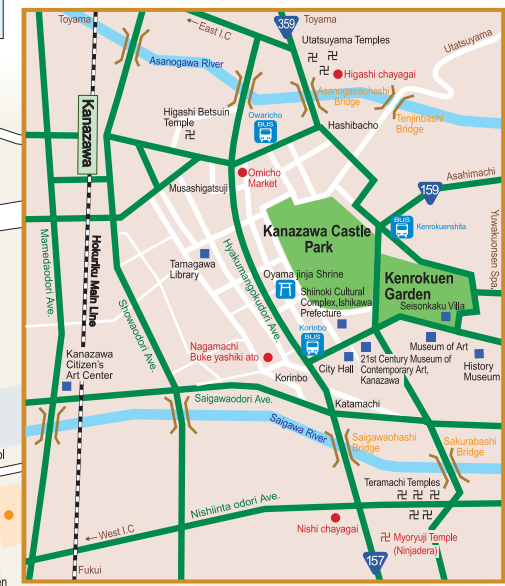 Toyama
East I.C
359
Toyama
Utatsuyama Temples
Utatsuyama
Asanogawa River
Higashi chayagai
Asanogawaohashi
Bridge
Tenjinbashi
Bridge
Kanazawa
Higashi Betsuin
Temple
Owaricho
BUS
Hashibacho
Omicho
Market
Asahimachi
159
Musashigatsuji
BUS
Kenrokuenshita
Yuwakuonsen Spa.
Kanazawa Castle
Park
Mamedaodori Ave.
Hokuriku Main Line
Showaodori Ave.
Hyakumangokudori Ave.
Tamagawa
Library
Oyama jinja Shrine
Kenrokuen
Garden
Shiinoki Cultural
Complex,Ishikawa
Prefecture
Seisonkaku Villa
Korinbo
BUS
Nagamachi
Buke yashiki ato
Museum of Art
Kanazawa
Citizen's
Art Center
City Hall
21st Century Museum of
Contemporary Art,
Kanazawa
History
Museum
Korinbo
Saigawaodori Ave.
Katamachi
Saigawa River
Saigawaohashi
Bridge
Sakurabashi
Bridge
ol
Teramachi Temples
Nishiinta odori Ave.
Nishi chayagai
Myoryuji Temple
(Ninjadera)
West I.C
157
Fukui
en